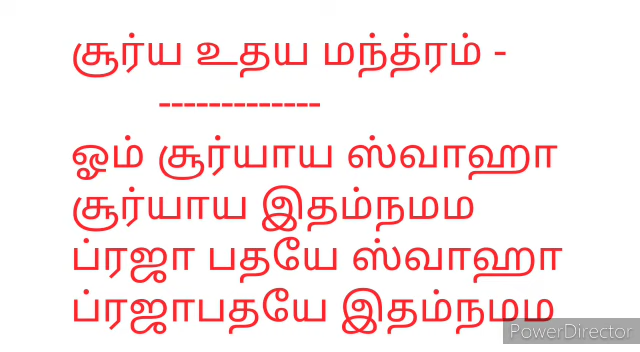 சூர்ய உதய மந்த்ரம் -
-------------
ஓம் சூர்யாய ஸ்வாஹா
சூர்யாய இதம்நமம
ப்ரஜா பதயே ஸ்வாஹா
ப்ரஜாபதயே இதம்நமம
PowerDirector